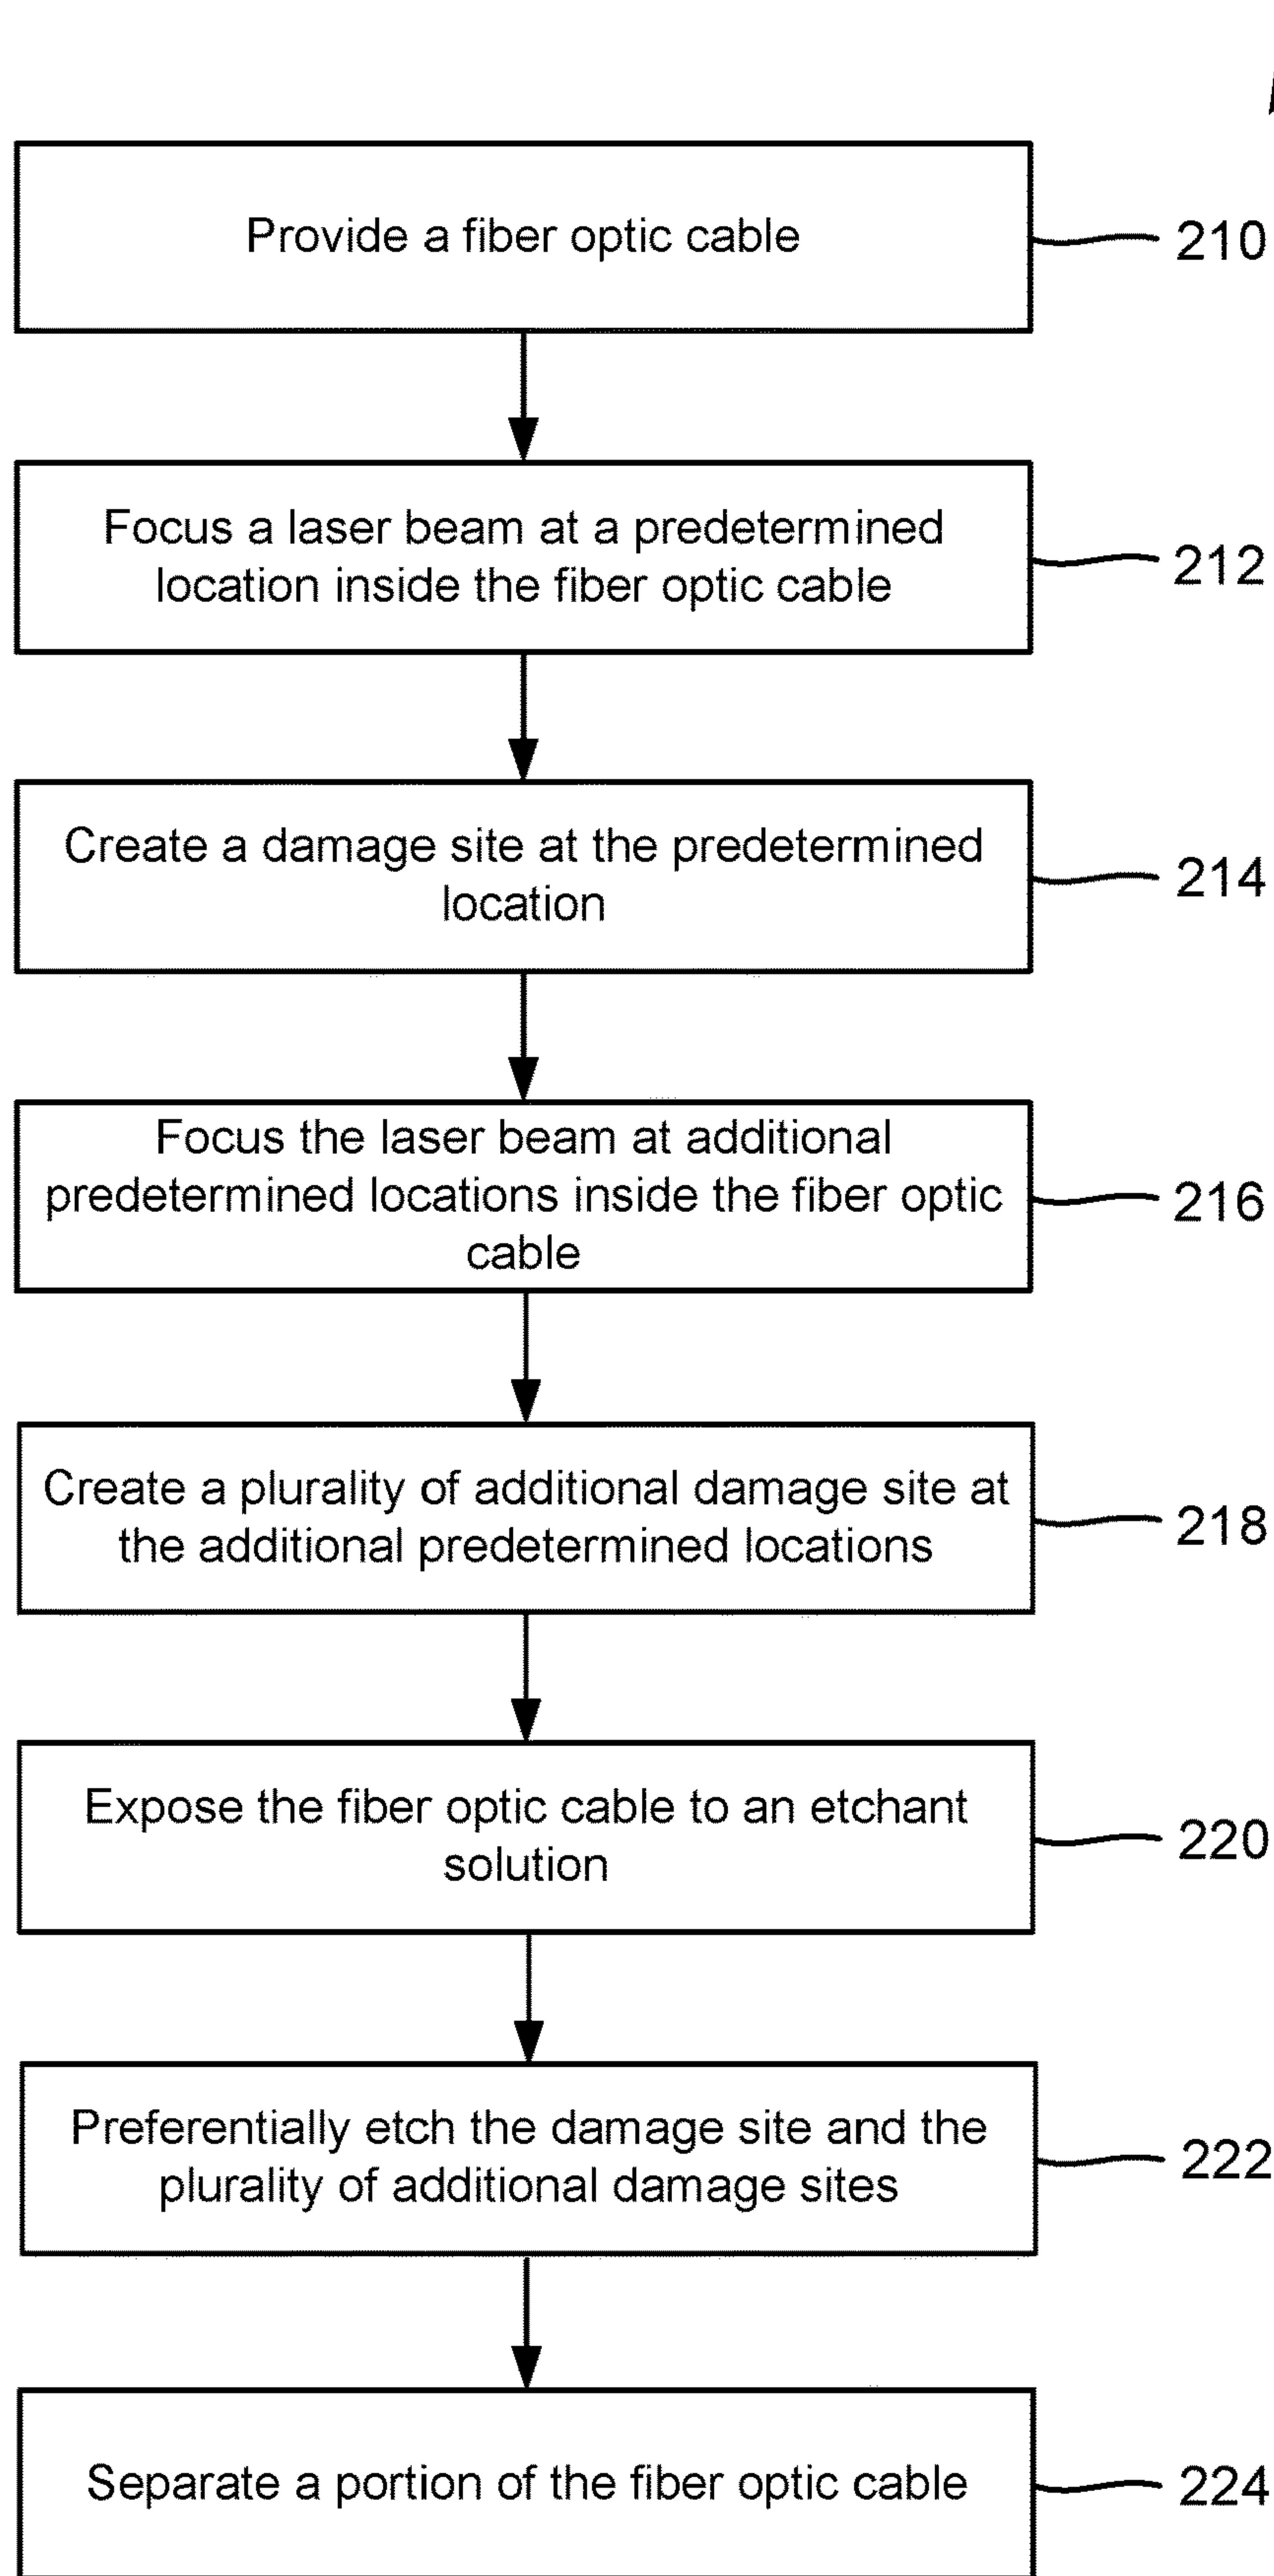 Provide a fiber optic cable
210
Focus a laser beam at a predetermined
location inside the fiber optic cable
212
Create a damage site at the predetermined
location
214
Focus the laser beam at additional
predetermined locations inside the fiber optic
cable
216
Create a plurality of additional damage site at
the additional predetermined locations
218
Expose the fiber optic cable to an etchant
solution
220
Preferentially etch the damage site and the
plurality of additional damage sites
222
Separate a portion of the fiber optic cable
224